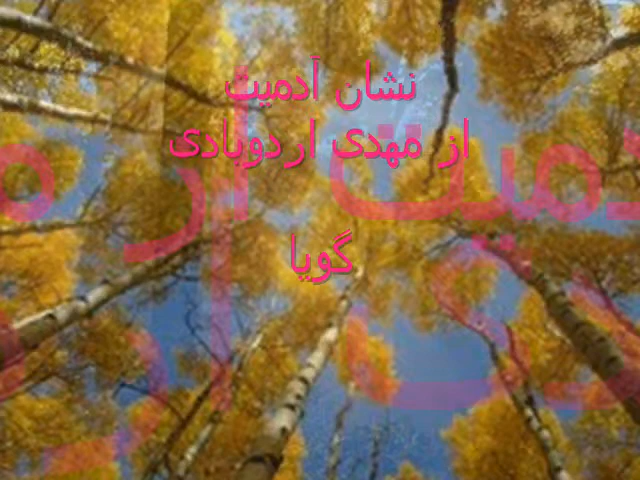 نشان آدمیت
از مهدی اردوبادی
گویا